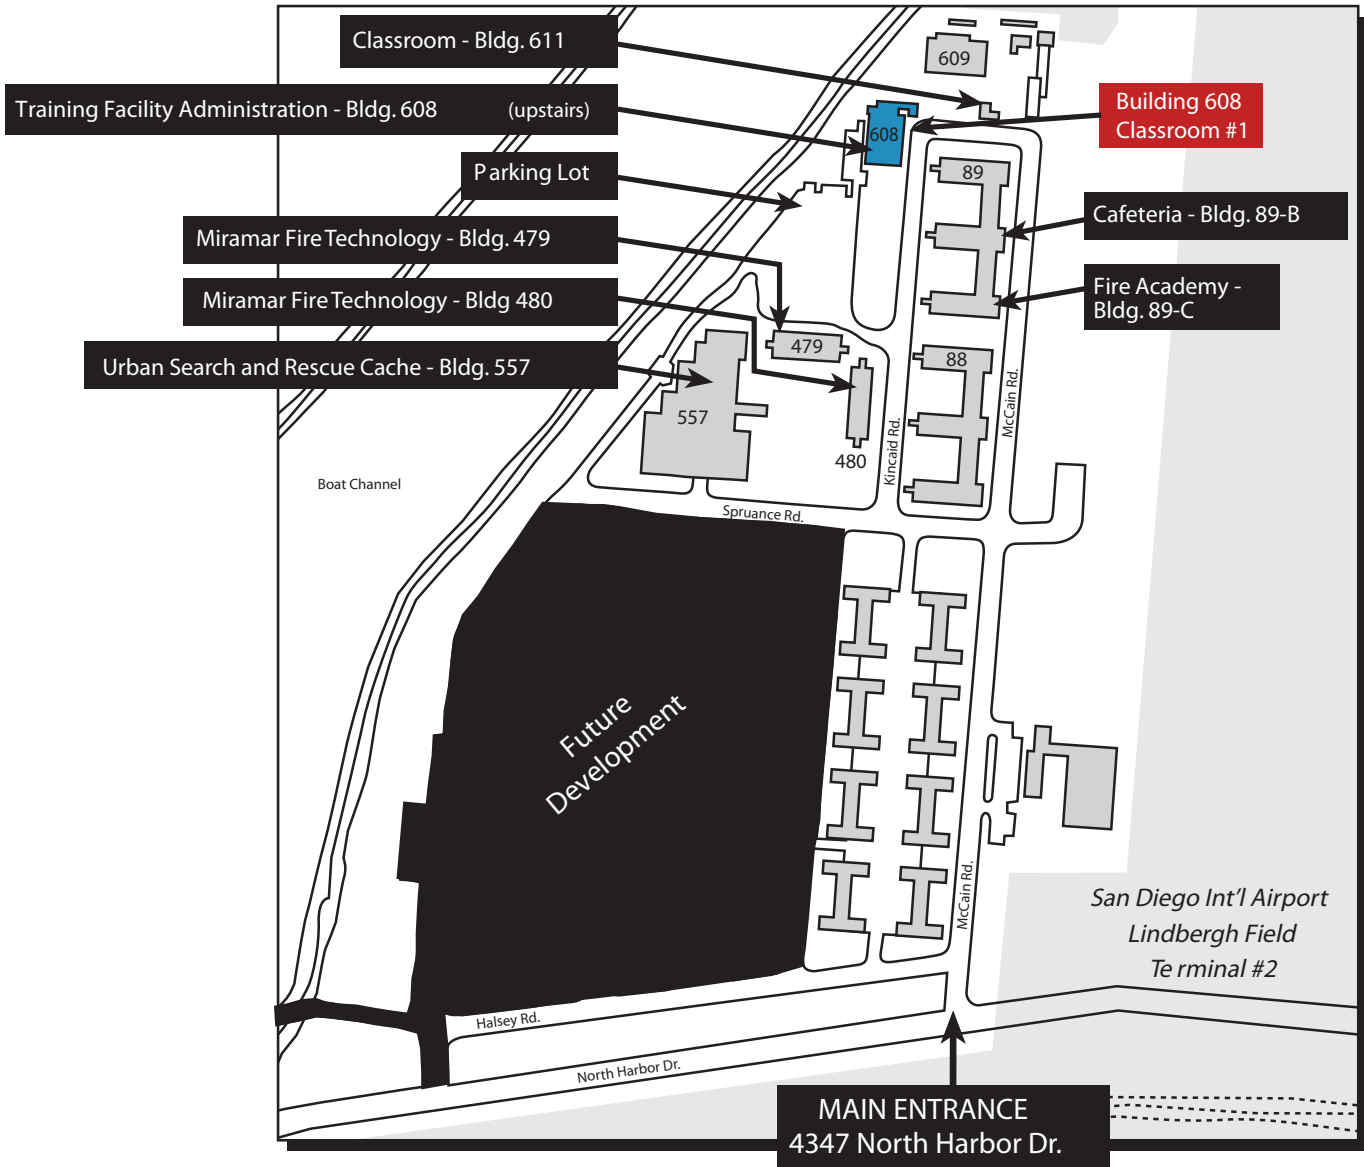 Classroom - Bldg. 611
609
Training Facility Administration - Bldg. 608 (upstairs)
Building 608
Classroom #1
608
Parking Lot
89
Cafeteria - Bldg. 89-B
Miramar Fire Technology - Bldg. 479
Fire Academy -
Bldg. 89-C
Miramar Fire Technology - Bldg 480
479
88
Urban Search and Rescue Cache - Bldg. 557
557
480
Kincaid Rd.
McCain Rd.
Boat Channel
Spruance Rd.
Future
Development
McCain Rd.
San Diego Int'l Airport
Lindbergh Field
Te rminal #2
Halsey Rd.
North Harbor Dr.
MAIN ENTRANCE
4347 North Harbor Dr.